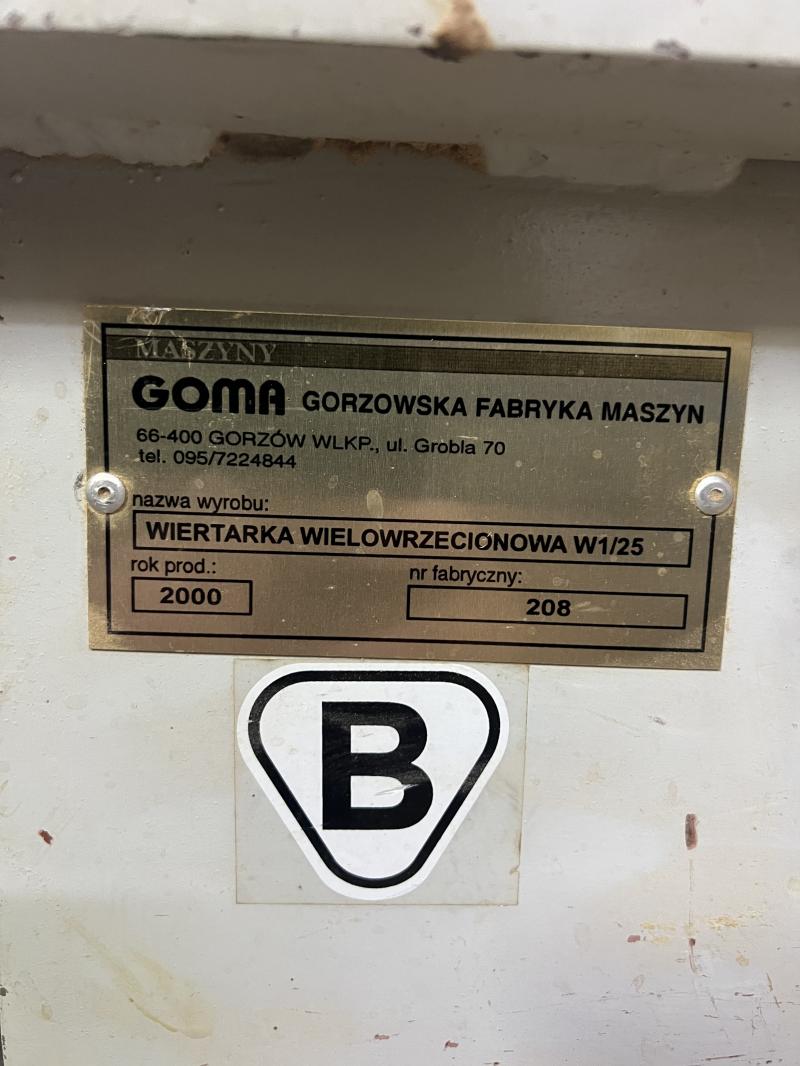 MASZYNY
GOMA GORZOWSKA FABRYKA MASZYN
66-400 GORZÓW WLKP., ul. Grobla 70
tel. 095/7224844
nazwa wyrobu:
WIERTARKA WIELOWRZECIONOWA W1/25
rok prod.: nr fabryczny:
2000 208
B